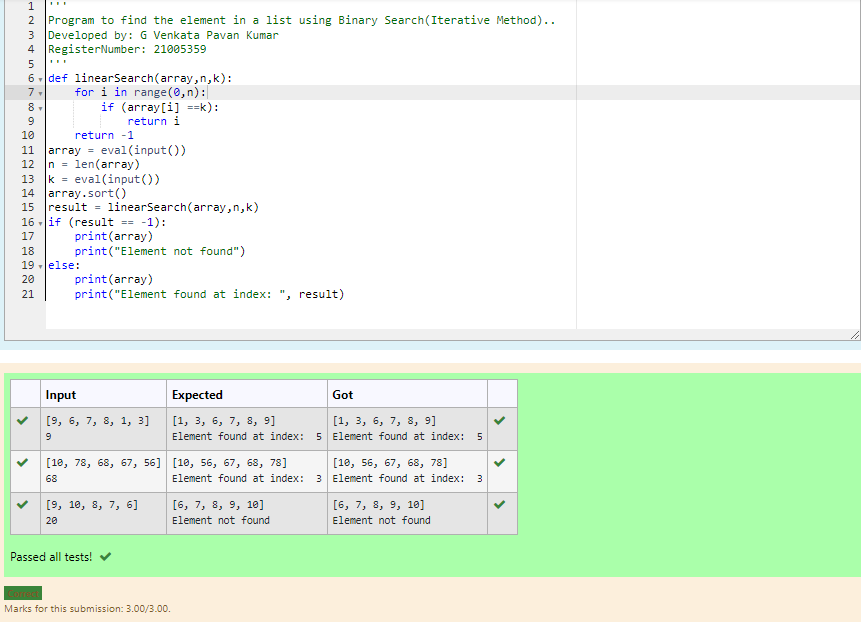 1 '''
2 Program to find the element in a list using Binary Search(Iterative Method)..
3 Developed by: G Venkata Pavan Kumar
4 RegisterNumber: 21005359
5 '''
6 def linearSearch(array,n,k):
7     for i in range(0,n):
8         if (array[i] ==k):
9             return i
10     return -1
11 array = eval(input())
12 n = len(array)
13 k = eval(input())
14 array.sort()
15 result = linearSearch(array,n,k)
16 if (result == -1):
17     print(array)
18     print("Element not found")
19 else:
20     print(array)
21     print("Element found at index: ", result)
Input Expected Got
[9, 6, 7, 8, 1, 3] [1, 3, 6, 7, 8, 9] [1, 3, 6, 7, 8, 9]
9 Element found at index:  5 Element found at index:  5
[10, 78, 68, 67, 56] [10, 56, 67, 68, 78] [10, 56, 67, 68, 78]
68 Element found at index:  3 Element found at index:  3
[9, 10, 8, 7, 6] [6, 7, 8, 9, 10] [6, 7, 8, 9, 10]
20 Element not found Element not found
Passed all tests!
Correct
Marks for this submission: 3.00/3.00.